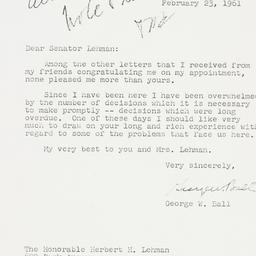 February 23, 1961
Dear Senator Lehman:
Among the other letters that I received from
my friends congratulating me on my appointment,
none pleased me more than yours.
Since I have been here I have been overwhelmed
by the number of decisions which it is necessary
to make promptly -- decisions which were long
overdue. One of these days I should like very
much to draw on your long and rich experience with
regard to some of the problems that face us here.
My very best to you and Mrs. Lehman.
Very sincerely,
George W. Ball
The Honorable Herbert H. Lehman